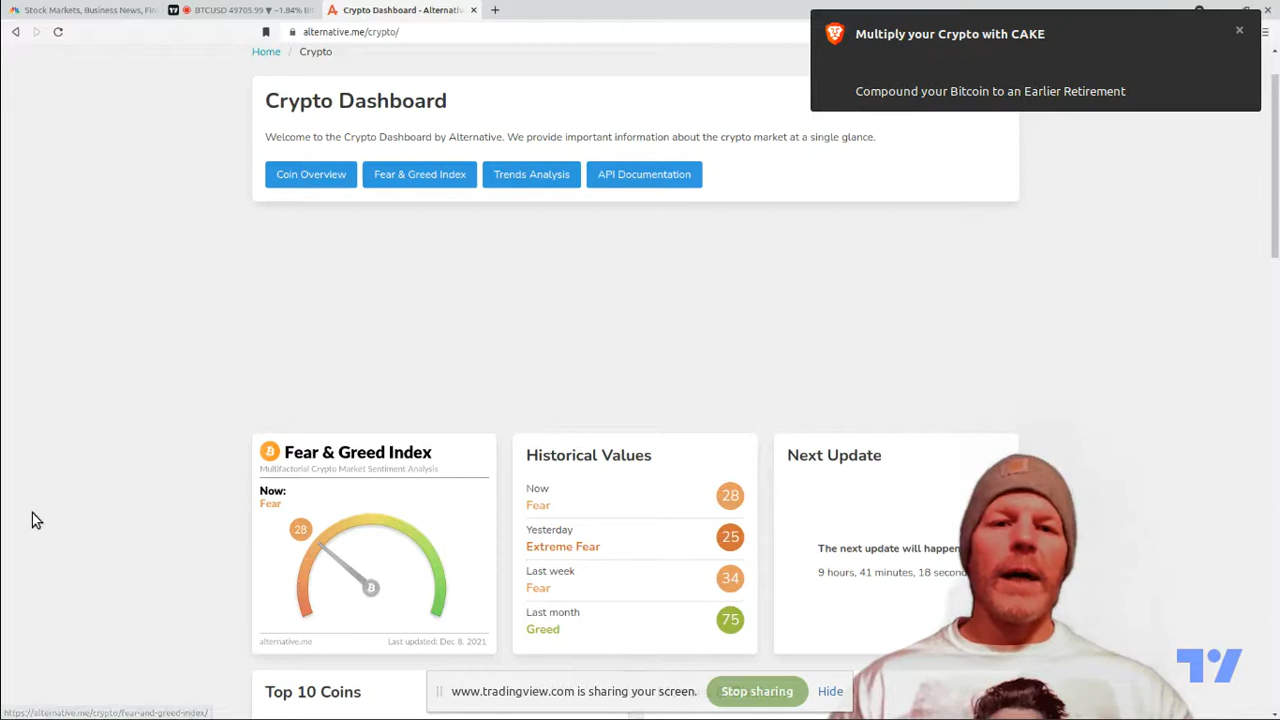 Stock Markets, Business News, Fin
BTCUSD 49705.99 ▼ −1.84% Bi
Crypto Dashboard - Alternativ
alternative.me/crypto/
Multiply your Crypto with CAKE
Compound your Bitcoin to an Earlier Retirement
Home / Crypto
Crypto Dashboard
Welcome to the Crypto Dashboard by Alternative. We provide important information about the crypto market at a single glance.
Coin Overview
Fear & Greed Index
Trends Analysis
API Documentation
Fear & Greed Index
Multifactorial Crypto Market Sentiment Analysis
Now:
Fear
28
alternative.me
Last updated: Dec 8, 2021
Historical Values
Now
Fear
28
Yesterday
Extreme Fear
25
Last week
Fear
34
Last month
Greed
75
Next Update
The next update will happen
9 hours, 41 minutes, 18 second
Top 10 Coins
www.tradingview.com is sharing your screen.
Stop sharing
Hide
https://alternative.me/crypto/fear-and-greed-index/